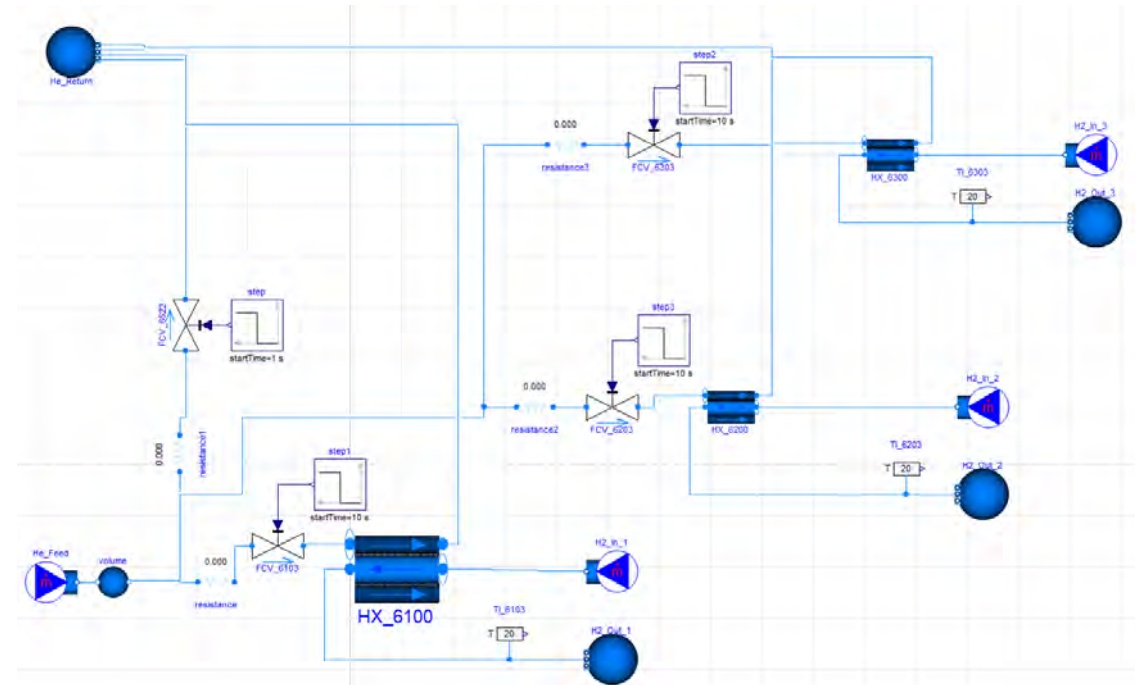 He_Return
step2
startTime=10 s
0.000
resistance3
FCV_6303
H2_In_3
ṁ
HX_6300
TI_6303
T 20
H2_Out_3
step
FCV_6522
startTime=1 s
step3
startTime=10 s
0.000
resistance2
FCV_6203
HX_6200
H2_In_2
ṁ
TI_6203
T 20
H2_Out_2
0.000
resistance1
step1
startTime=10 s
He_Feed
ṁ
volume
0.000
resistance
FCV_6103
HX_6100
H2_In_1
ṁ
TI_6103
T 20
H2_Out_1